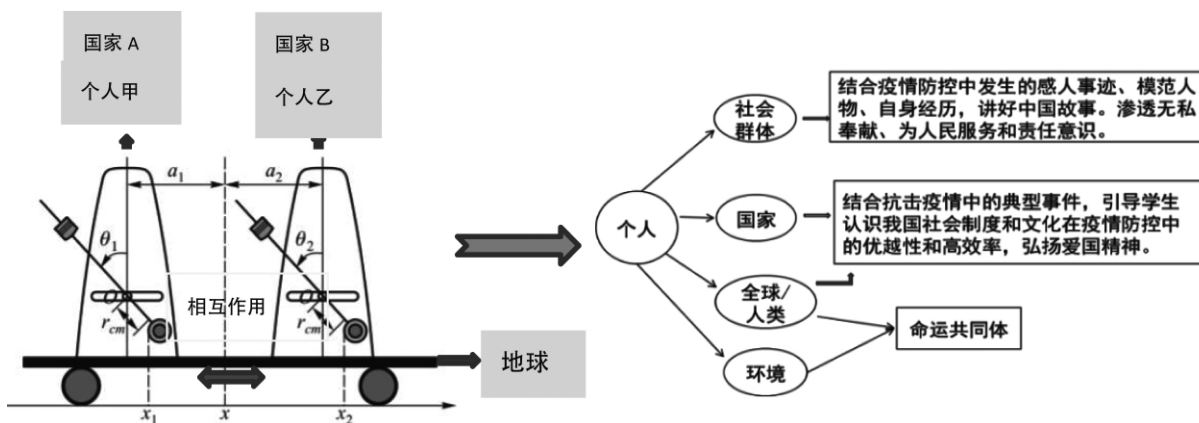 国家 A
个人甲
国家 B
个人乙
a₁
a₂
θ₁
θ₂
O
O
r_cm
r_cm
相互作用
地球
x₁
x
x₂
个人
社会
群体
国家
全球/
人类
环境
结合疫情防控中发生的感人事迹、模范人
物、自身经历，讲好中国故事。渗透无私
奉献、为人民服务和责任意识。
结合抗击疫情中的典型事件，引导学生
认识我国社会制度和文化在疫情防控中
的优越性和高效率，弘扬爱国精神。
命运共同体